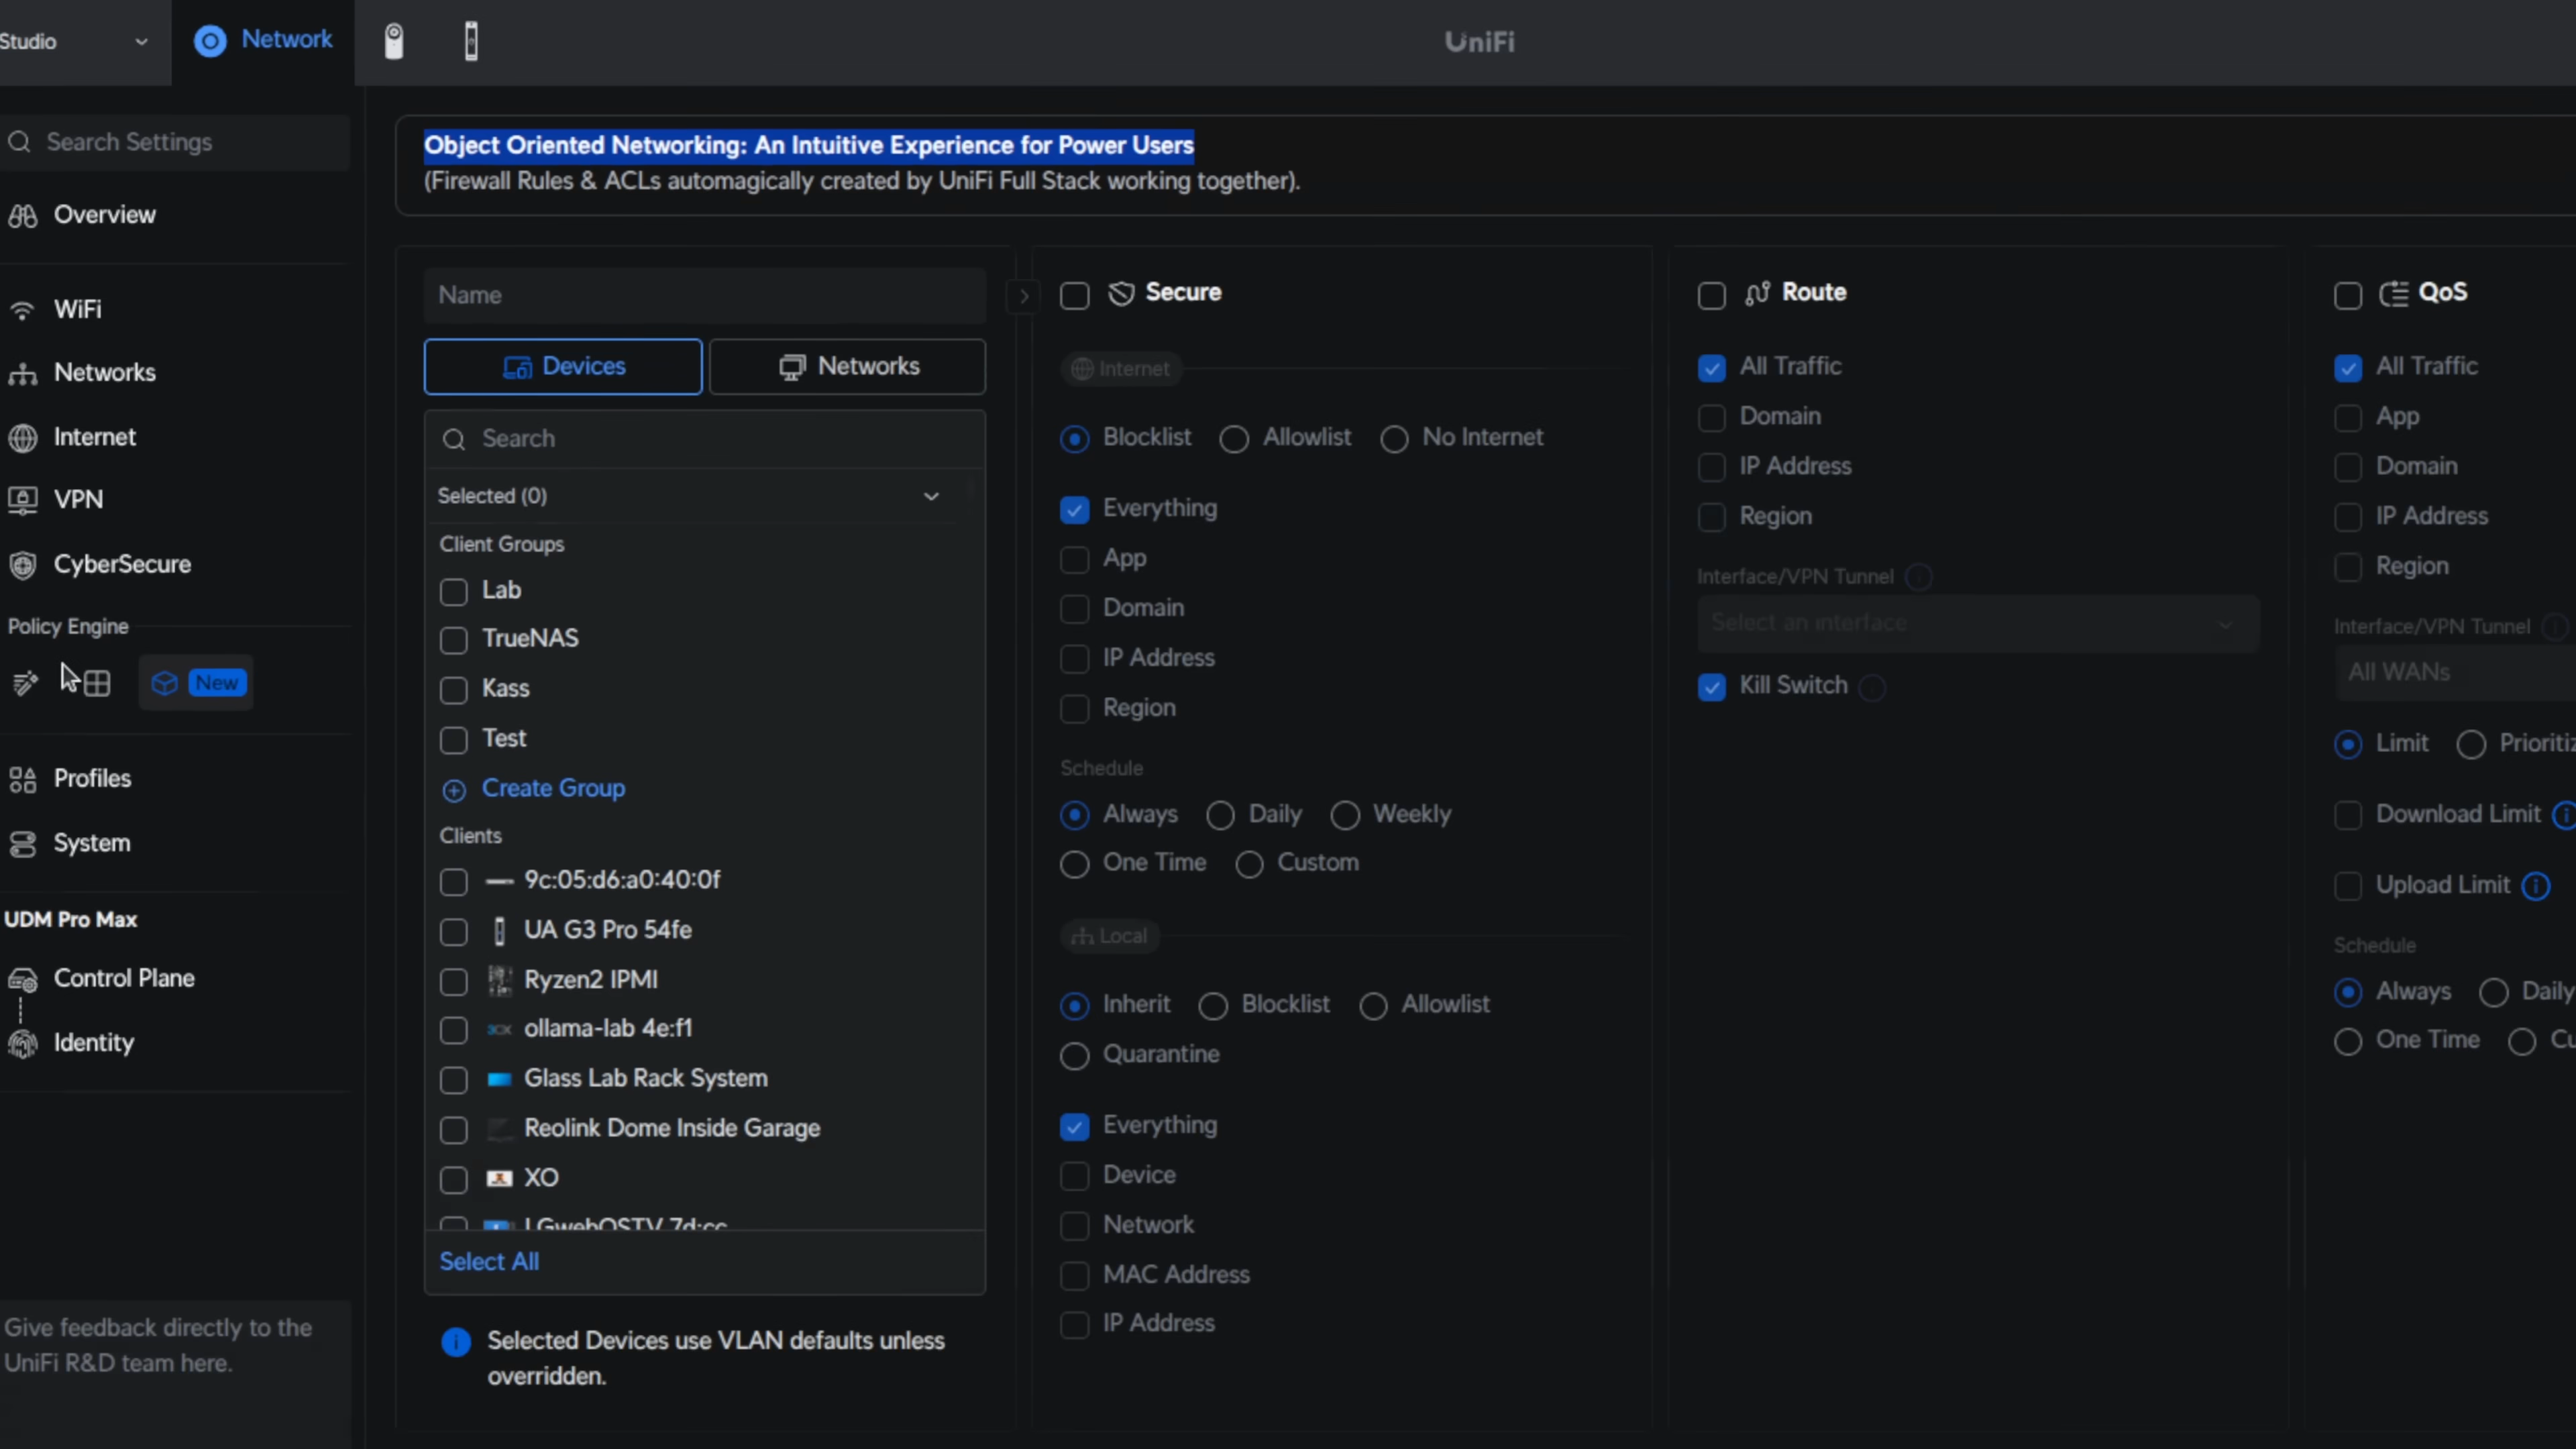 Studio
Network
UniFi
Search Settings
Overview
WiFi
Networks
Internet
VPN
CyberSecure
Policy Engine
New
Profiles
System
UDM Pro Max
Control Plane
Identity
Give feedback directly to the
UniFi R&D team here.
Object Oriented Networking: An Intuitive Experience for Power Users
(Firewall Rules & ACLs automagically created by UniFi Full Stack working together).
Name
Devices
Networks
Search
Selected (0)
Client Groups
Lab
TrueNAS
Kass
Test
Create Group
Clients
9c:05:d6:a0:40:0f
UA G3 Pro 54fe
Ryzen2 IPMI
ollama-lab 4e:f1
Glass Lab Rack System
Reolink Dome Inside Garage
XO
LGwebOSTV 7d:cc
Select All
Selected Devices use VLAN defaults unless
overridden.
Secure
Internet
Blocklist Allowlist No Internet
Everything
App
Domain
IP Address
Region
Schedule
Always Daily Weekly
One Time Custom
Local
Inherit Blocklist Allowlist
Quarantine
Everything
Device
Network
MAC Address
IP Address
Route
All Traffic
Domain
IP Address
Region
Interface/VPN Tunnel
Select an interface
Kill Switch
QoS
All Traffic
App
Domain
IP Address
Region
Interface/VPN Tunnel
All WANs
Limit Prioritiz
Download Limit
Upload Limit
Schedule
Always Daily
One Time Cu